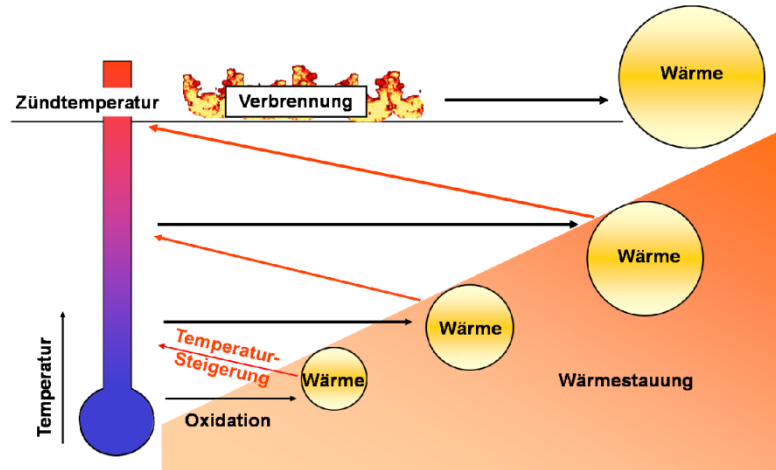 Wärme
Zündtemperatur
Verbrennung
Wärme
Wärme
Temperatur-
Steigerung
Wärme
Wärmestauung
Temperatur
Oxidation